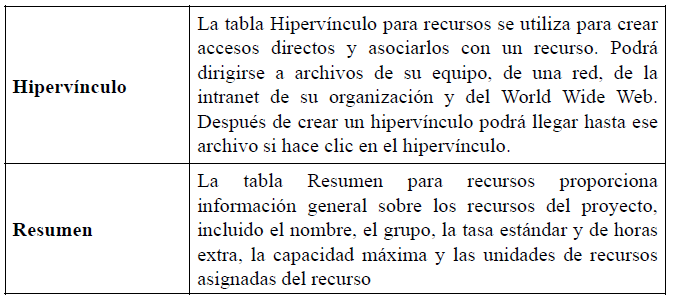 La tabla Hipervínculo para recursos se utiliza para crear
accesos directos y asociarlos con un recurso. Podrá
dirigirse a archivos de su equipo, de una red, de la
Hipervínculo
intranet de su organización y del World Wide Web.
Después de crear un hipervínculo podrá llegar hasta ese
archivo si hace clic en el hipervínculo.
La tabla Resumen para recursos proporciona
información general sobre los recursos del proyecto,
Resumen
incluido el nombre, el grupo, la tasa estándar y de horas
extra, la capacidad máxima y las unidades de recursos
asignadas del recurso